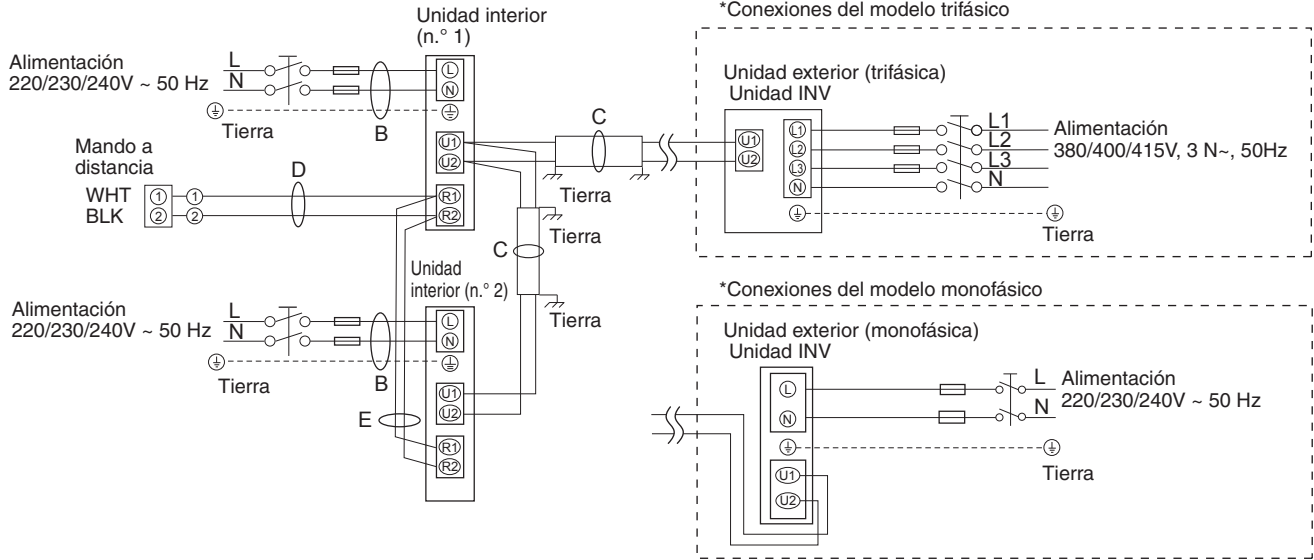 Unidad interior
(n.° 1)
Alimentación
220/230/240V ~ 50 Hz
L
N
Tierra
B
L
N
U1
U2
R1
R2
Mando a
distancia
WHT
BLK
1
2
1
2
D
C
Tierra
C
Tierra
Tierra
Unidad
interior (n.° 2)
Alimentación
220/230/240V ~ 50 Hz
L
N
Tierra
B
E
L
N
U1
U2
R1
R2
*Conexiones del modelo trifásico
Unidad exterior (trifásica)
Unidad INV
U1
U2
L1
L2
L3
N
L1
L2
L3
N
Alimentación
380/400/415V, 3 N~, 50Hz
Tierra
*Conexiones del modelo monofásico
Unidad exterior (monofásica)
Unidad INV
L
N
U1
U2
L
N
Alimentación
220/230/240V ~ 50 Hz
Tierra